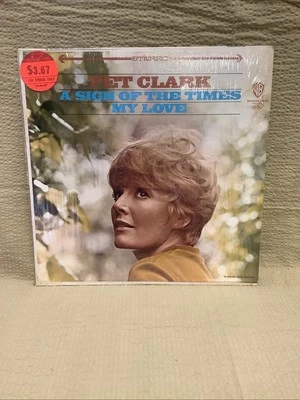 STEREO
$3.67
PET CLARK
A SIGN OF THE TIMES
MY LOVE